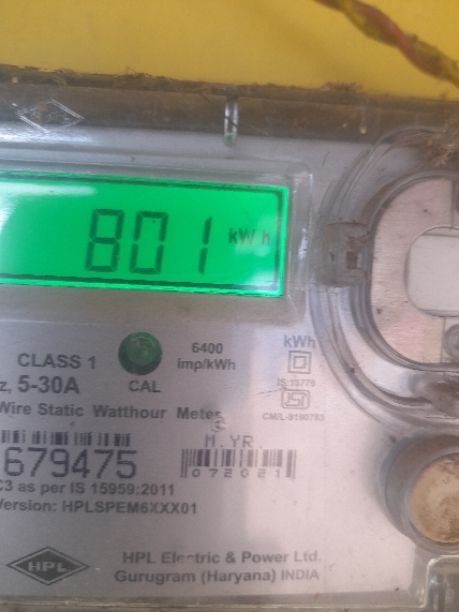 801 kWh
CLASS 1
6400
imp/kWh
kWh
z, 5-30A
CAL
IS 13779
Wire Static Watthour Meter
CM/L-9190793
M.YR.
679475
072021
C3 as per IS 15959:2011
Version: HPLSPEM6XXX01
HPL
HPL Electric & Power Ltd.
Gurugram (Haryana) INDIA